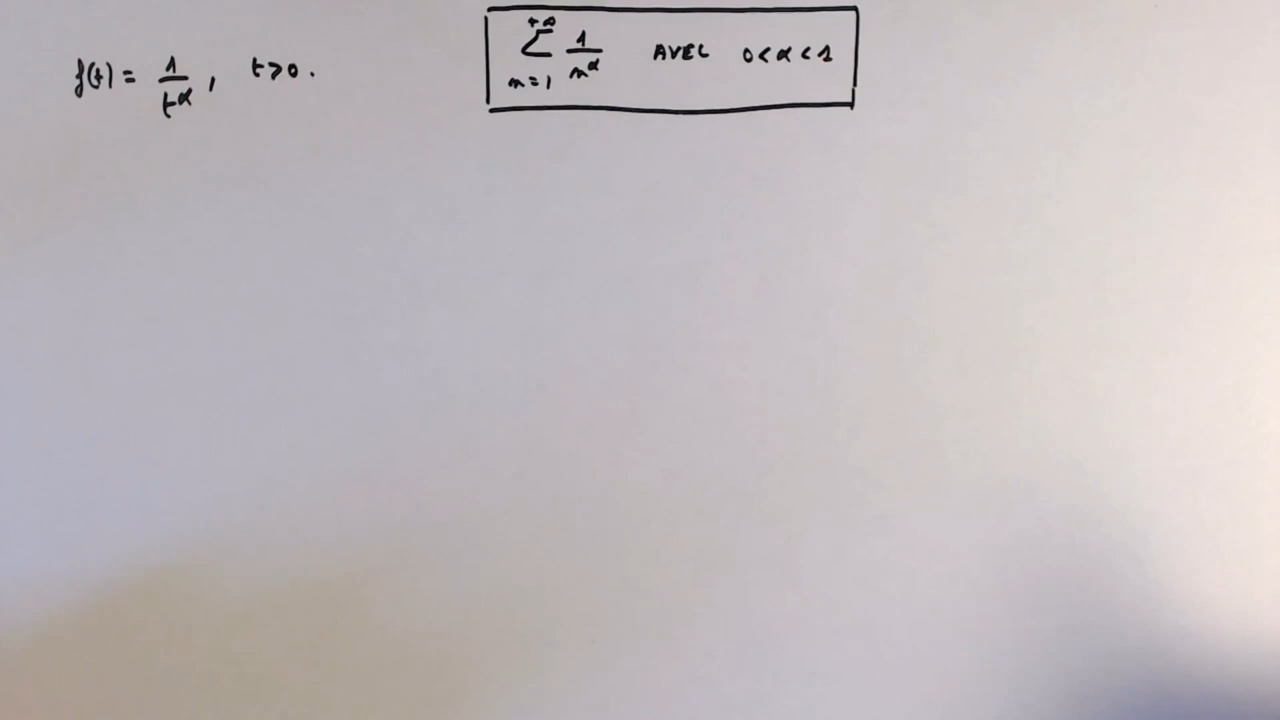 f(t) = 1/t^α, t>0.
∑_{n=1}^{+∞} 1/n^α AVEC 0<α<1